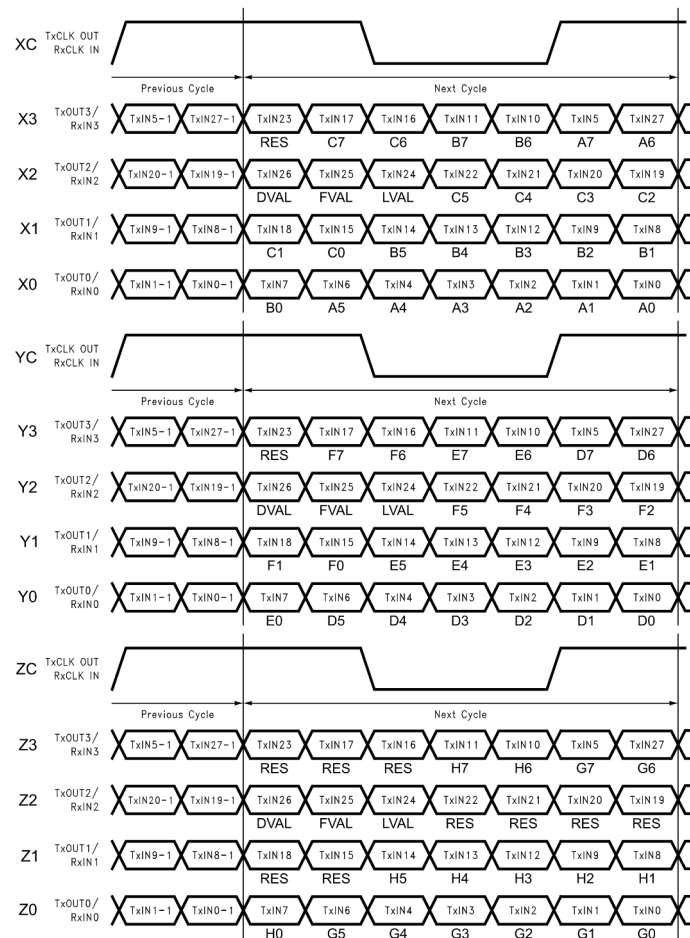 XC TxCLK OUT
RxCLK IN
Previous Cycle Next Cycle
X3 TxOUT3/
RxIN3
TxIN5-1 TxIN27-1 TxIN23 TxIN17 TxIN16 TxIN11 TxIN10 TxIN5 TxIN27
RES C7 C6 B7 B6 A7 A6
X2 TxOUT2/
RxIN2
TxIN20-1 TxIN19-1 TxIN26 TxIN25 TxIN24 TxIN22 TxIN21 TxIN20 TxIN19
DVAL FVAL LVAL C5 C4 C3 C2
X1 TxOUT1/
RxIN1
TxIN9-1 TxIN8-1 TxIN18 TxIN15 TxIN14 TxIN13 TxIN12 TxIN9 TxIN8
C1 C0 B5 B4 B3 B2 B1
X0 TxOUT0/
RxIN0
TxIN1-1 TxIN0-1 TxIN7 TxIN6 TxIN4 TxIN3 TxIN2 TxIN1 TxIN0
B0 A5 A4 A3 A2 A1 A0
YC TxCLK OUT
RxCLK IN
Previous Cycle Next Cycle
Y3 TxOUT3/
RxIN3
TxIN5-1 TxIN27-1 TxIN23 TxIN17 TxIN16 TxIN11 TxIN10 TxIN5 TxIN27
RES F7 F6 E7 E6 D7 D6
Y2 TxOUT2/
RxIN2
TxIN20-1 TxIN19-1 TxIN26 TxIN25 TxIN24 TxIN22 TxIN21 TxIN20 TxIN19
DVAL FVAL LVAL F5 F4 F3 F2
Y1 TxOUT1/
RxIN1
TxIN9-1 TxIN8-1 TxIN18 TxIN15 TxIN14 TxIN13 TxIN12 TxIN9 TxIN8
F1 F0 E5 E4 E3 E2 E1
Y0 TxOUT0/
RxIN0
TxIN1-1 TxIN0-1 TxIN7 TxIN6 TxIN4 TxIN3 TxIN2 TxIN1 TxIN0
E0 D5 D4 D3 D2 D1 D0
ZC TxCLK OUT
RxCLK IN
Previous Cycle Next Cycle
Z3 TxOUT3/
RxIN3
TxIN5-1 TxIN27-1 TxIN23 TxIN17 TxIN16 TxIN11 TxIN10 TxIN5 TxIN27
RES RES RES H7 H6 G7 G6
Z2 TxOUT2/
RxIN2
TxIN20-1 TxIN19-1 TxIN26 TxIN25 TxIN24 TxIN22 TxIN21 TxIN20 TxIN19
DVAL FVAL LVAL RES RES RES RES
Z1 TxOUT1/
RxIN1
TxIN9-1 TxIN8-1 TxIN18 TxIN15 TxIN14 TxIN13 TxIN12 TxIN9 TxIN8
RES RES H5 H4 H3 H2 H1
Z0 TxOUT0/
RxIN0
TxIN1-1 TxIN0-1 TxIN7 TxIN6 TxIN4 TxIN3 TxIN2 TxIN1 TxIN0
H0 G5 G4 G3 G2 G1 G0